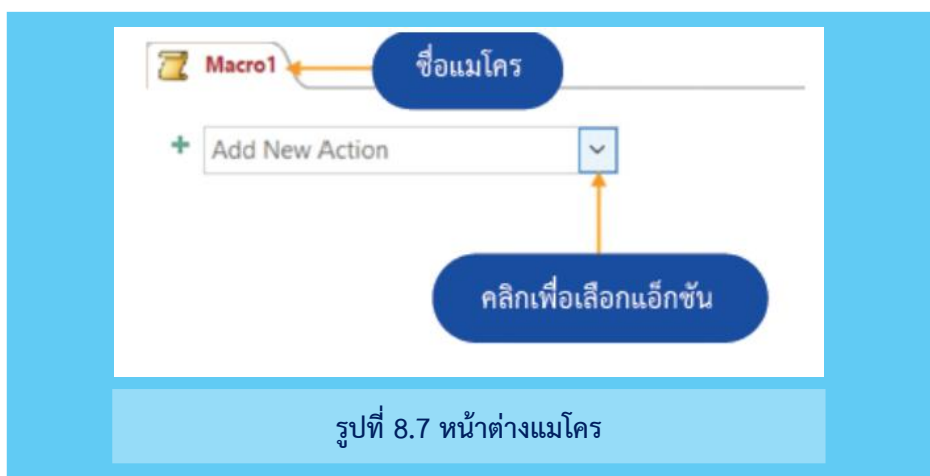 Macro1
ชื่อแมโคร
Add New Action
คลิกเพื่อเลือกแอ็กชัน
รูปที่ 8.7 หน้าต่างแมโคร